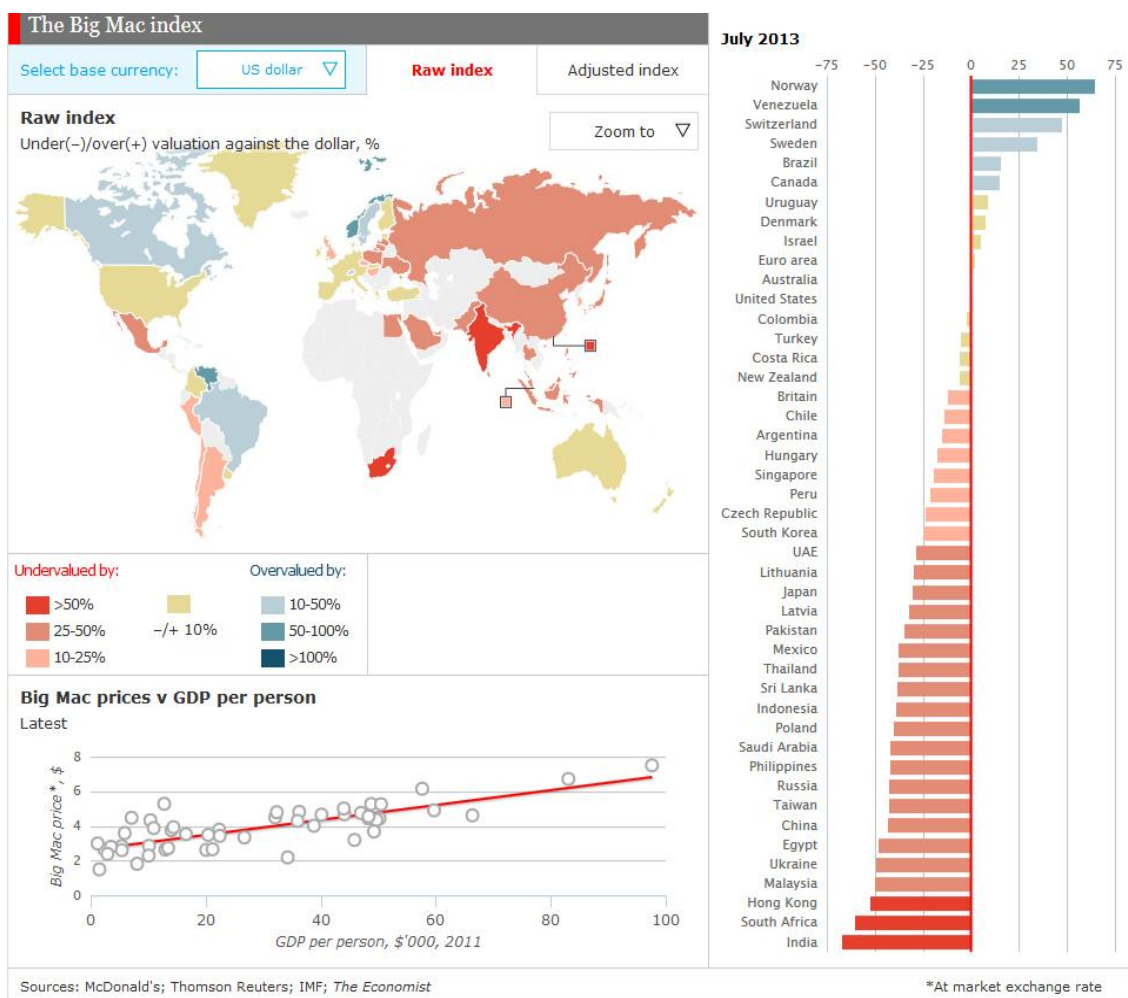 The Big Mac index
Select base currency: US dollar Raw index Adjusted index
Raw index
Under(−)/over(+) valuation against the dollar, %
Zoom to
Undervalued by: Overvalued by:
>50% 10-50%
25-50% −/+ 10% 50-100%
10-25% >100%
Big Mac prices v GDP per person
Latest
Big Mac price*, $
8
6
4
2
0
0 20 40 60 80 100
GDP per person, $'000, 2011
July 2013
-75 -50 -25 0 25 50 75
Norway
Venezuela
Switzerland
Sweden
Brazil
Canada
Uruguay
Denmark
Israel
Euro area
Australia
United States
Colombia
Turkey
Costa Rica
New Zealand
Britain
Chile
Argentina
Hungary
Singapore
Peru
Czech Republic
South Korea
UAE
Lithuania
Japan
Latvia
Pakistan
Mexico
Thailand
Sri Lanka
Indonesia
Poland
Saudi Arabia
Philippines
Russia
Taiwan
China
Egypt
Ukraine
Malaysia
Hong Kong
South Africa
India
Sources: McDonald's; Thomson Reuters; IMF; The Economist
*At market exchange rate